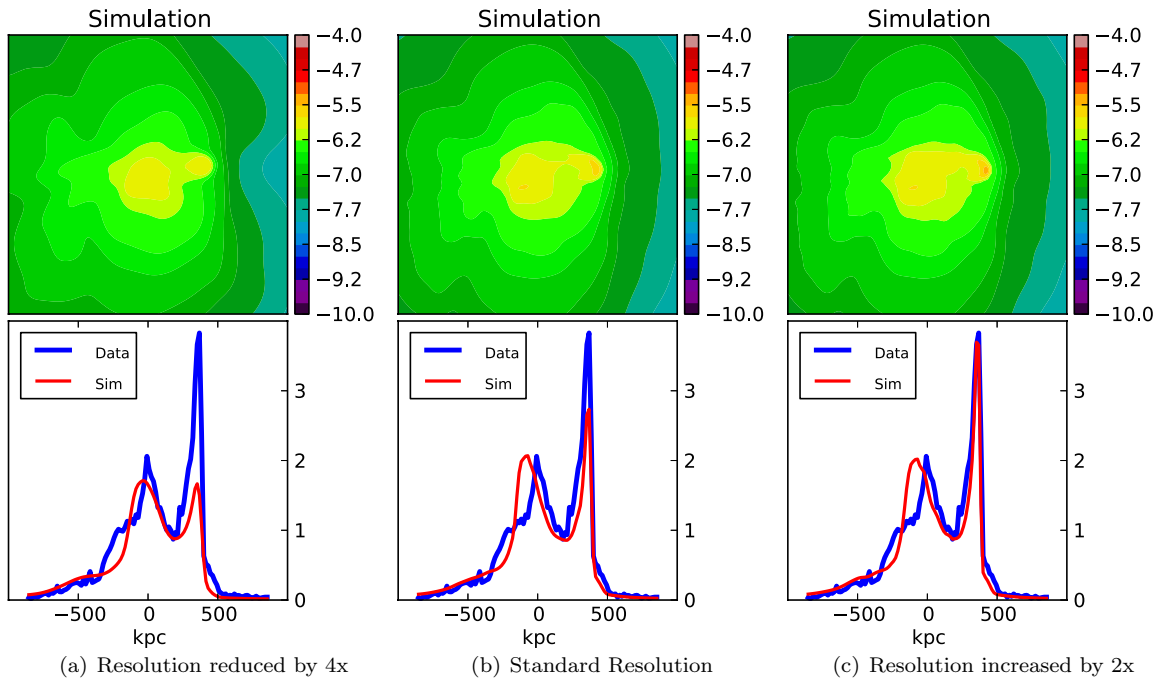 Simulation
−4.0
−4.7
−5.5
−6.2
−7.0
−7.7
−8.5
−9.2
−10.0
Data
Sim
3
2
1
0
−500 0 500
kpc
(a) Resolution reduced by 4x
Simulation
−4.0
−4.7
−5.5
−6.2
−7.0
−7.7
−8.5
−9.2
−10.0
Data
Sim
3
2
1
0
−500 0 500
kpc
(b) Standard Resolution
Simulation
−4.0
−4.7
−5.5
−6.2
−7.0
−7.7
−8.5
−9.2
−10.0
Data
Sim
3
2
1
0
−500 0 500
kpc
(c) Resolution increased by 2x